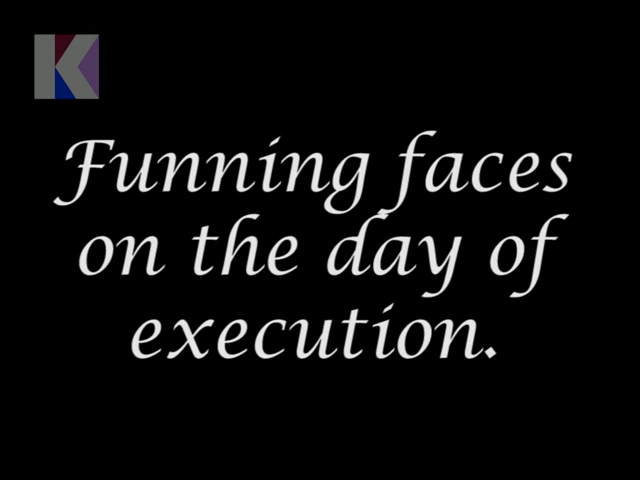 K
Funning faces
on the day of
execution.